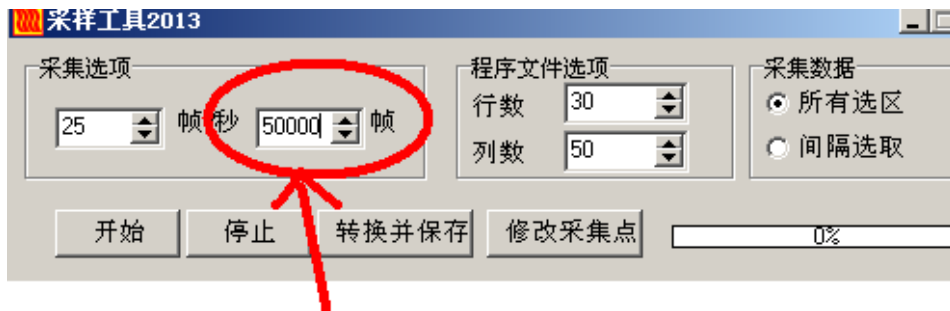 采样工具2013
采集选项
25 帧/秒 50000 帧
程序文件选项
行数 30
列数 50
采集数据
所有选区
间隔选取
开始 停止 转换并保存 修改采集点 0%